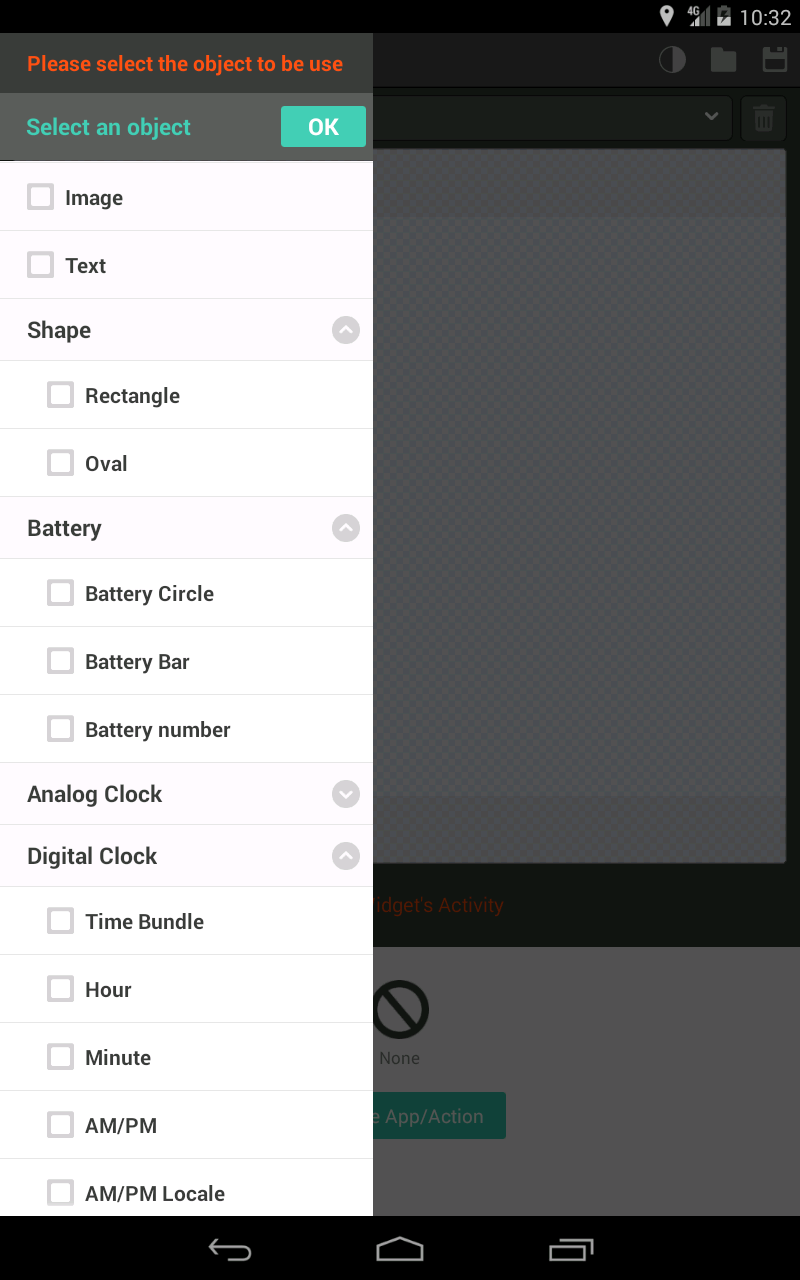 4G 10:32
Please select the object to be use
Select an object OK
Image
Text
Shape
Rectangle
Oval
Battery
Battery Circle
Battery Bar
Battery number
Analog Clock
Digital Clock
idget's Activity
Time Bundle
Hour
None
Minute
e App/Action
AM/PM
AM/PM Locale